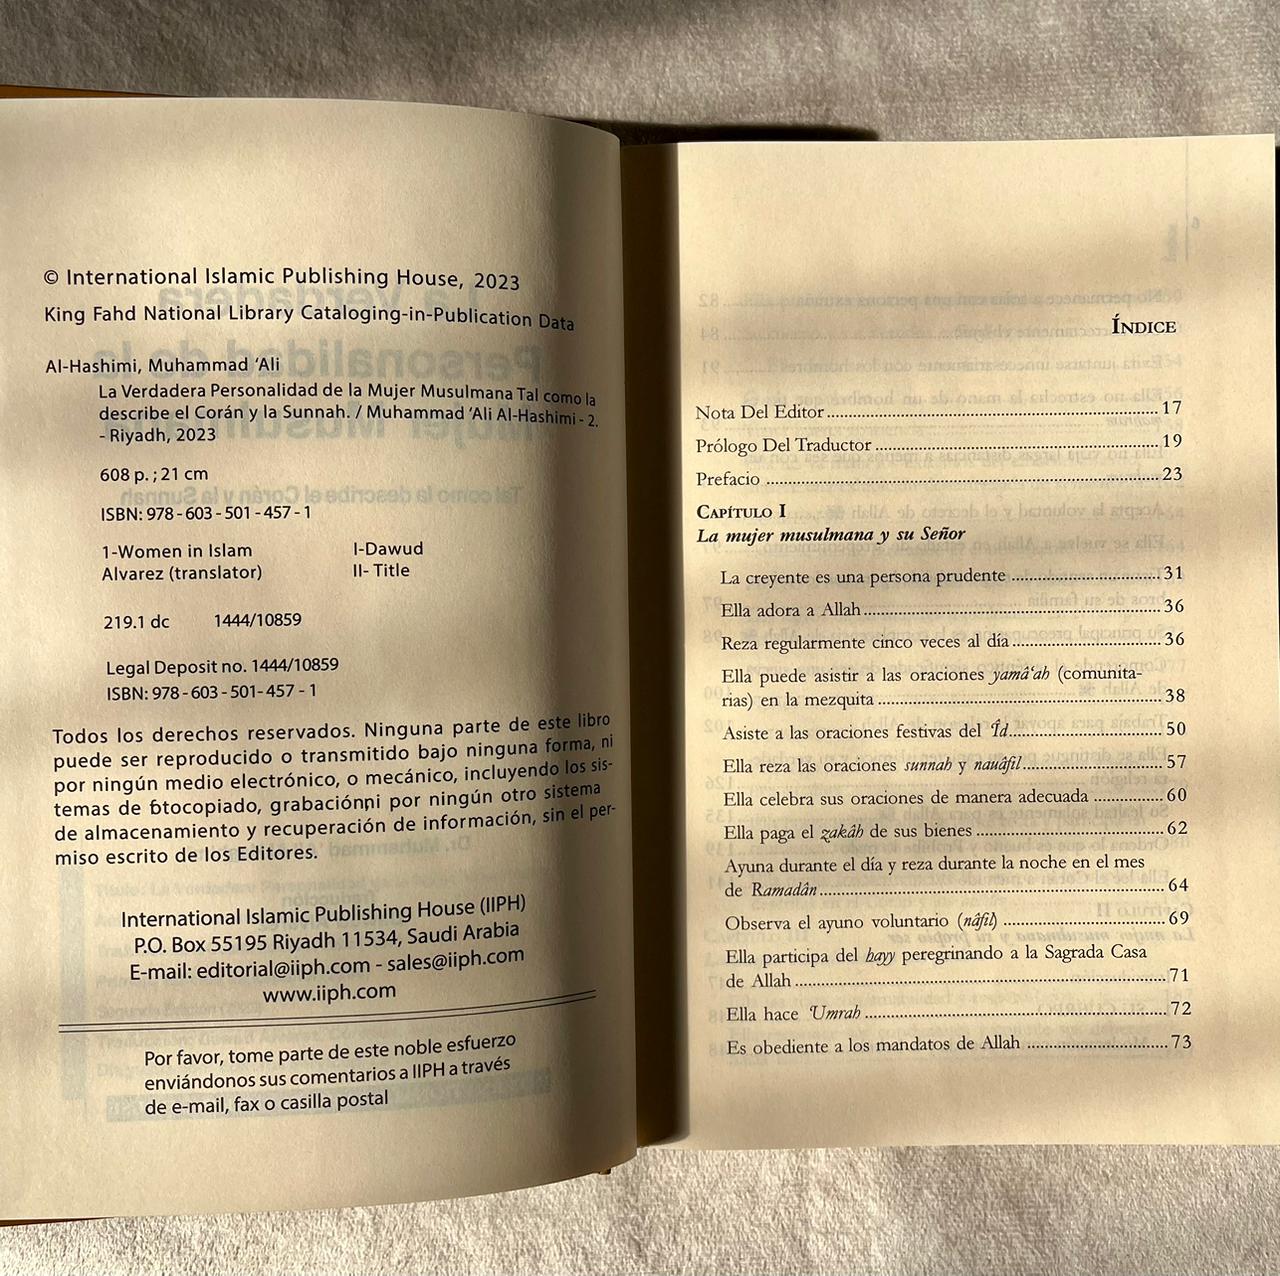 © International Islamic Publishing House, 2023
King Fahd National Library Cataloging-in-Publication Data
Al-Hashimi, Muhammad ‘Ali
La Verdadera Personalidad de la Mujer Musulmana Tal como la
describe el Corán y la Sunnah. / Muhammad ‘Ali Al-Hashimi - 2.
- Riyadh, 2023
608 p. ; 21 cm
ISBN: 978 - 603 - 501 - 457 - 1
1-Women in Islam I-Dawud
Alvarez (translator) II- Title
219.1 dc 1444/10859
Legal Deposit no. 1444/10859
ISBN: 978 - 603 - 501- 457 - 1
Todos los derechos reservados. Ninguna parte de este libro
puede ser reproducido o transmitido bajo ninguna forma, ni
por ningún medio electrónico, o mecánico, incluyendo los sis-
temas de fotocopiado, grabaciónni por ningún otro sistema
de almacenamiento y recuperación de información, sin el per-
miso escrito de los Editores.
International Islamic Publishing House (IIPH)
P.O. Box 55195 Riyadh 11534, Saudi Arabia
E-mail: editorial@iiph.com - sales@iiph.com
www.iiph.com
Por favor, tome parte de este noble esfuerzo
enviándonos sus comentarios a IIPH a través
de e-mail, fax o casilla postal
ÍNDICE
Nota Del Editor 17
Prólogo Del Traductor 19
Prefacio 23
CAPÍTULO I
La mujer musulmana y su Señor
La creyente es una persona prudente 31
Ella adora a Allah 36
Reza regularmente cinco veces al día 36
Ella puede asistir a las oraciones yamâ‘ah (comunita-
rias) en la mezquita 38
Asiste a las oraciones festivas del ‘Îd 50
Ella reza las oraciones sunnah y nauâfil 57
Ella celebra sus oraciones de manera adecuada 60
Ella paga el zakâh de sus bienes 62
Ayuna durante el día y reza durante la noche en el mes
de Ramadân 64
Observa el ayuno voluntario (nâfil) 69
Ella participa del hayy peregrinando a la Sagrada Casa
de Allah 71
Ella hace ‘Umrah 72
Es obediente a los mandatos de Allah 73